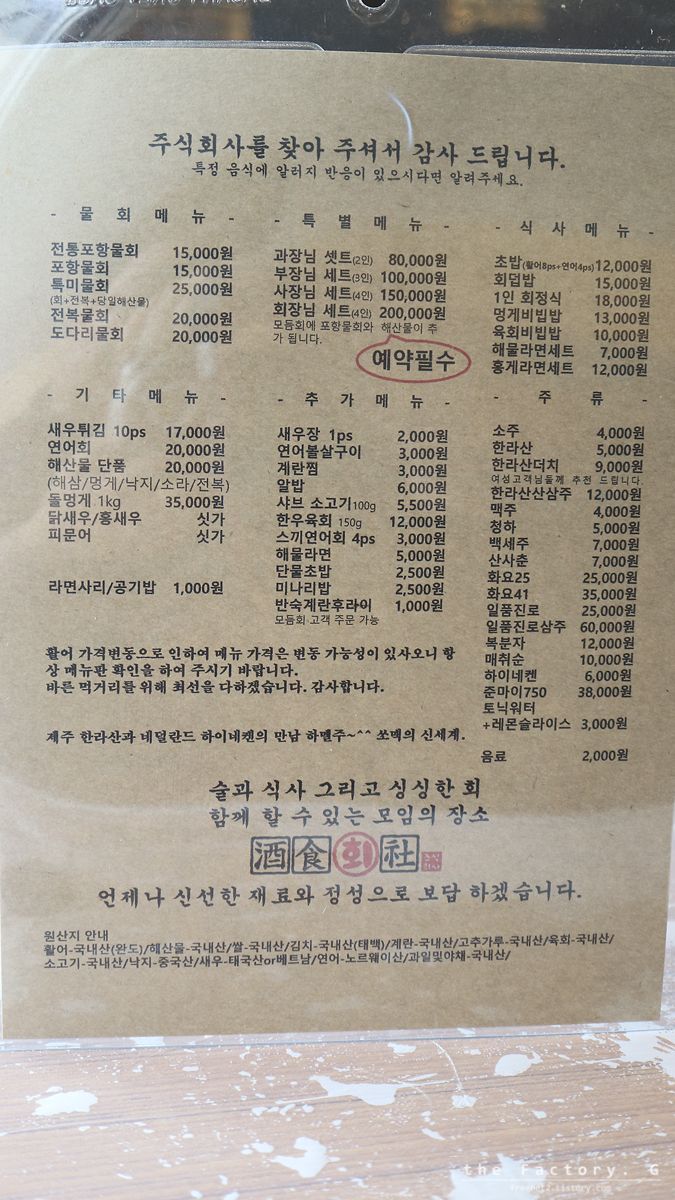 주식회사를 찾아 주셔서 감사 드립니다.
특정 음식에 알러지 반응이 있으시다면 알려주세요.
- 물 회 메 뉴 -
전통포항물회 15,000원
포항물회 15,000원
특미물회 25,000원
(회+전복+당일해산물)
전복물회 20,000원
도다리물회 20,000원
- 특 별 메 뉴 -
과장님 셋트(2인) 80,000원
부장님 세트(3인) 100,000원
사장님 세트(4인) 150,000원
회장님 세트(4인) 200,000원
모듬회에 포항물회와 해산물이 추
가 됩니다.
예약필수
- 식 사 메 뉴 -
초밥(활어8ps+연어4ps) 12,000원
회덥밥 15,000원
1인 회정식 18,000원
멍게비빕밥 13,000원
육회비빕밥 10,000원
해물라면세트 7,000원
홍게라면세트 12,000원
- 기 타 메 뉴 -
새우튀김 10ps 17,000원
연어회 20,000원
해산물 단품 20,000원
(해삼/멍게/낙지/소라/전복)
돌멍게 1kg 35,000원
닭새우/홍새우 싯가
피문어 싯가
라면사리/공기밥 1,000원
- 추 가 메 뉴 -
새우장 1ps 2,000원
연어볼살구이 3,000원
계란찜 3,000원
알밥 6,000원
샤브 소고기100g 5,500원
한우육회 150g 12,000원
스끼연어회 4ps 3,000원
해물라면 5,000원
단물초밥 2,500원
미나리밥 2,500원
반숙계란후라이 1,000원
모듬회 고객 주문 가능
- 주 류 -
소주 4,000원
한라산 5,000원
한라산더치 9,000원
여성고객님들께 추천 드립니다.
한라산산삼주 12,000원
맥주 4,000원
청하 5,000원
백세주 7,000원
산사춘 7,000원
화요25 25,000원
화요41 35,000원
일품진로 25,000원
일품진로삼주 60,000원
복분자 12,000원
매취순 10,000원
하이네켄 6,000원
준마이750 38,000원
토닉워터
+레몬슬라이스 3,000원
음료 2,000원
활어 가격변동으로 인하여 메뉴 가격은 변동 가능성이 있사오니 항
상 메뉴판 확인을 하여 주시기 바랍니다.
바른 먹거리를 위해 최선을 다하겠습니다. 감사합니다.
제주 한라산과 네덜란드 하이네켄의 만남 하멜주~^^ 쏘맥의 신세계.
술과 식사 그리고 싱싱한 회
함께 할 수 있는 모임의 장소
酒食회社
언제나 신선한 재료와 정성으로 보답 하겠습니다.
원산지 안내
활어-국내산(완도)/해산물-국내산/쌀-국내산/김치-국내산(태백)/계란-국내산/고추가루-국내산/육회-국내산/
소고기-국내산/낙지-중국산/새우-태국산or베트남/연어-노르웨이산/과일및야채-국내산/
the Factory. G